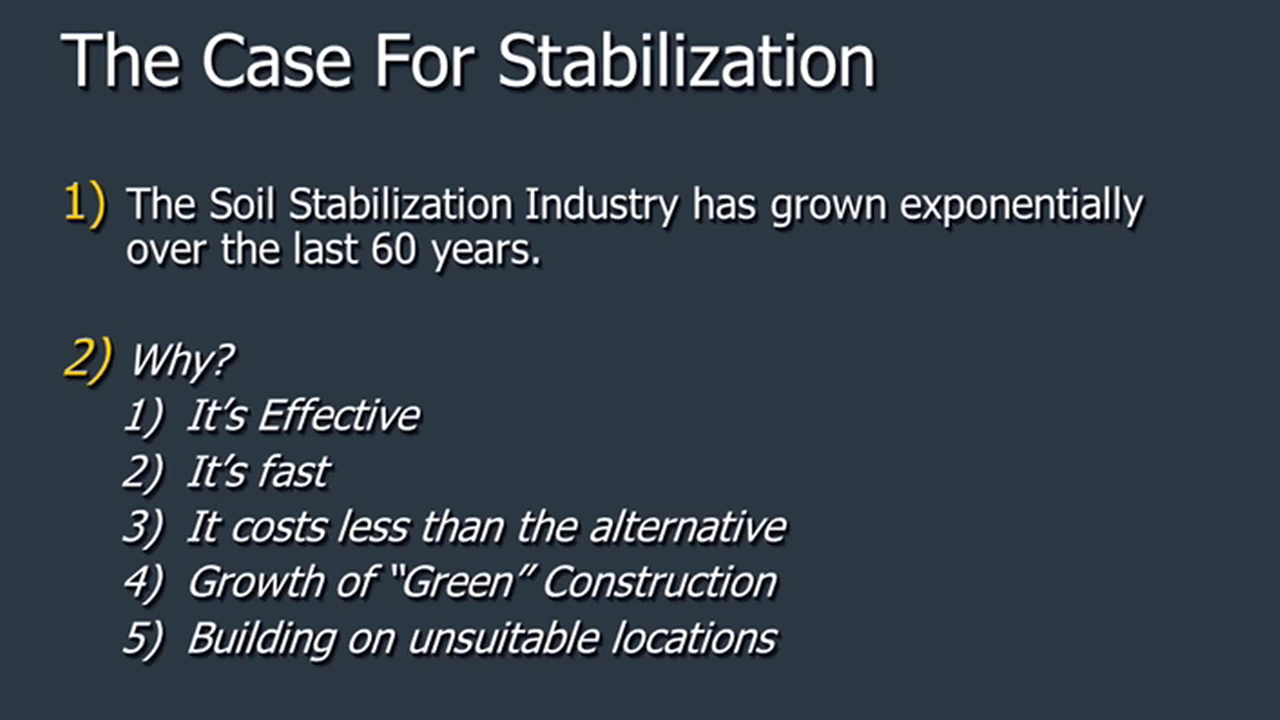 The Case For Stabilization
1) The Soil Stabilization Industry has grown exponentially
over the last 60 years.
2) Why?
1) It’s Effective
2) It’s fast
3) It costs less than the alternative
4) Growth of “Green” Construction
5) Building on unsuitable locations